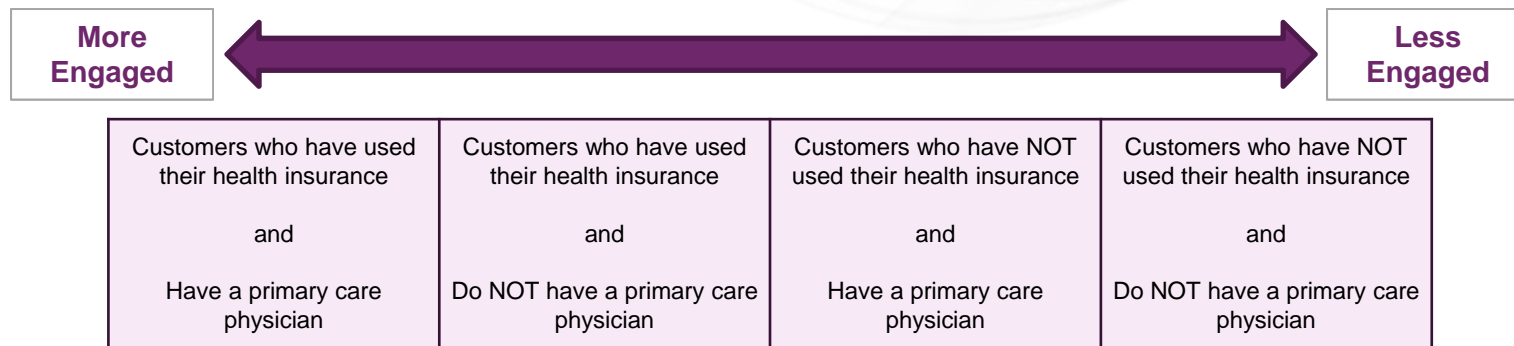 More
Engaged
Less
Engaged
Customers who have used
their health insurance
and
Have a primary care
physician
Customers who have used
their health insurance
and
Do NOT have a primary care
physician
Customers who have NOT
used their health insurance
and
Have a primary care
physician
Customers who have NOT
used their health insurance
and
Do NOT have a primary care
physician